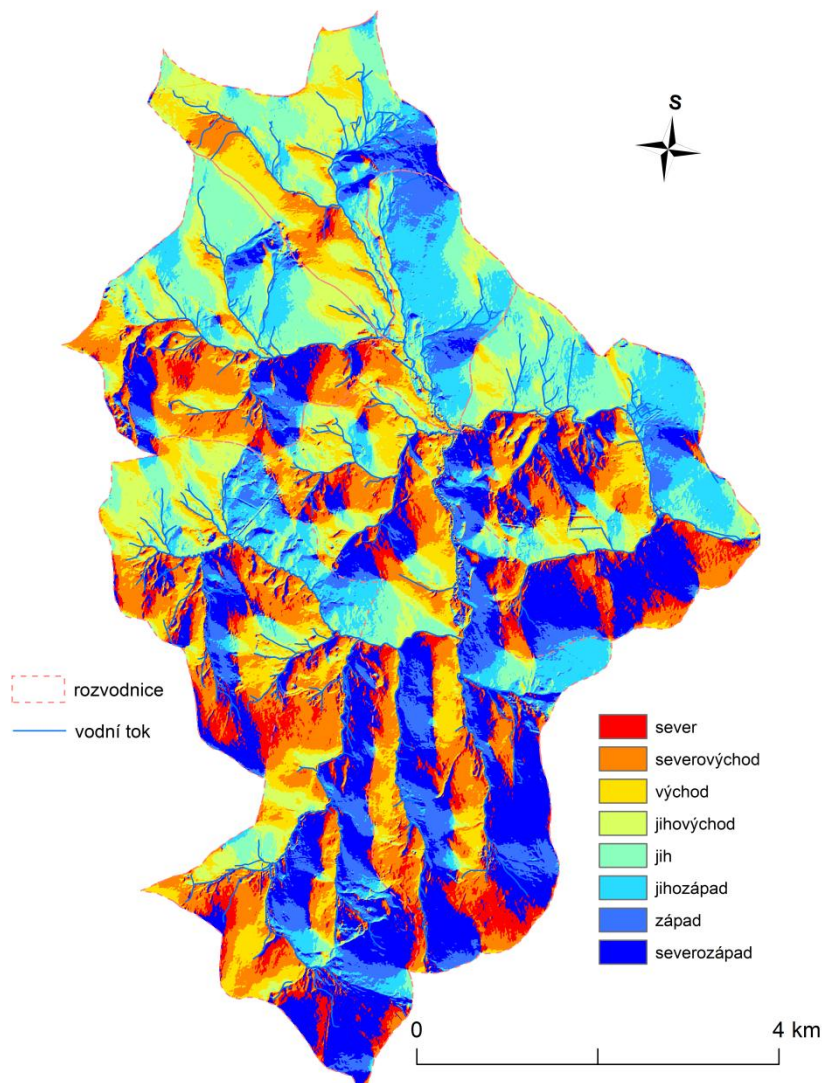 S
rozvodnice
vodní tok
sever
severovýchod
východ
jihovýchod
jih
jihozápad
západ
severozápad
0 4 km